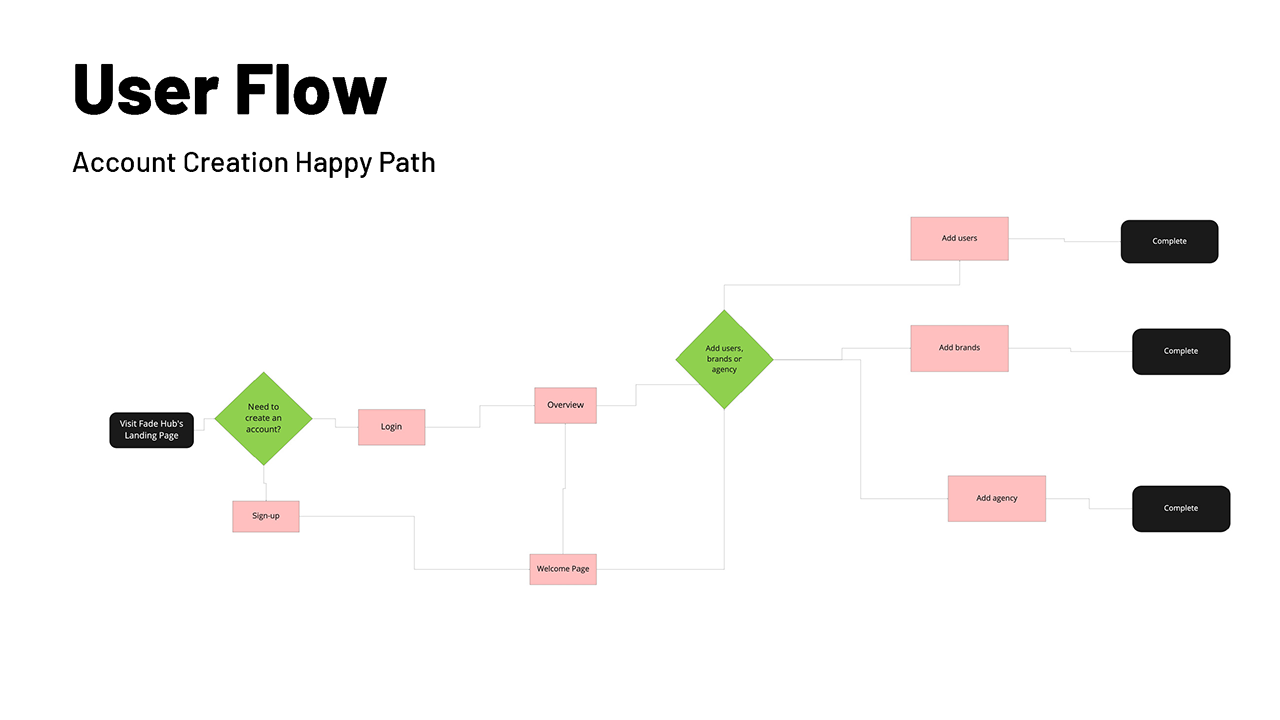 User Flow
Account Creation Happy Path
Add users
Complete
Add users,
brands or
agency
Add brands
Complete
Visit Fade Hub's
Landing Page
Need to
create an
account?
Login
Overview
Add agency
Complete
Sign-up
Welcome Page